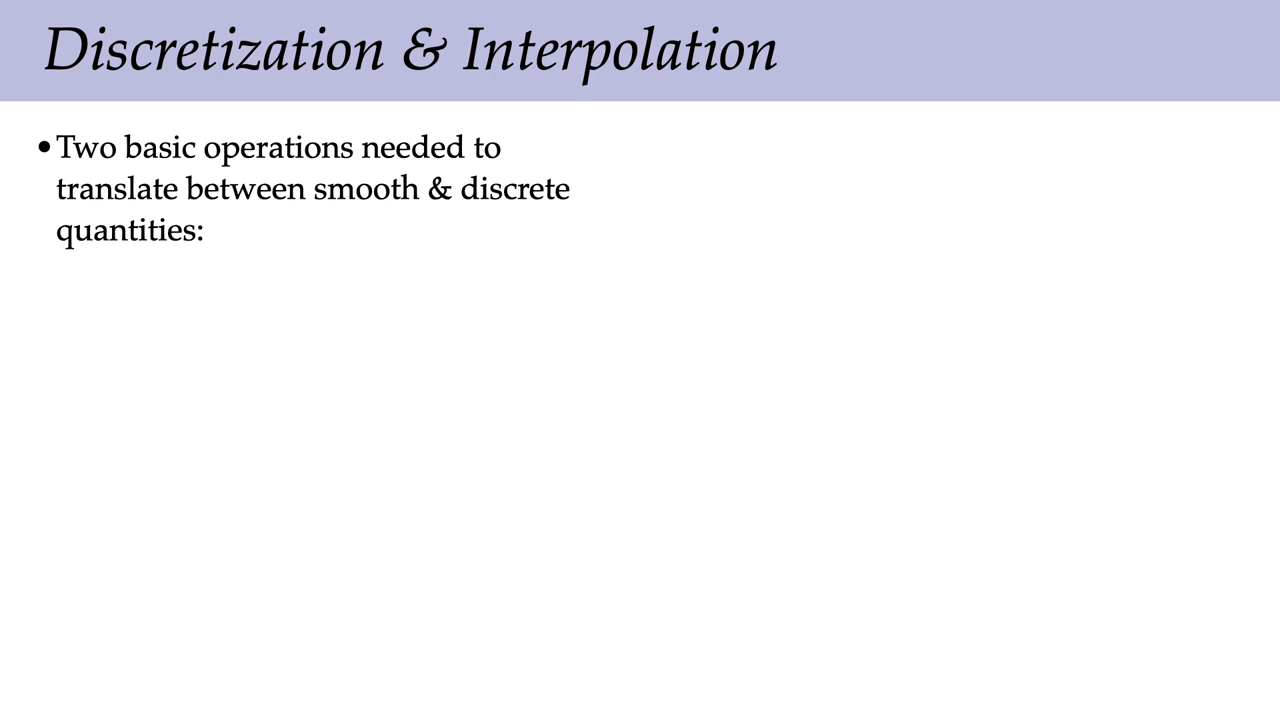 Discretization & Interpolation
•Two basic operations needed to
translate between smooth & discrete
quantities: